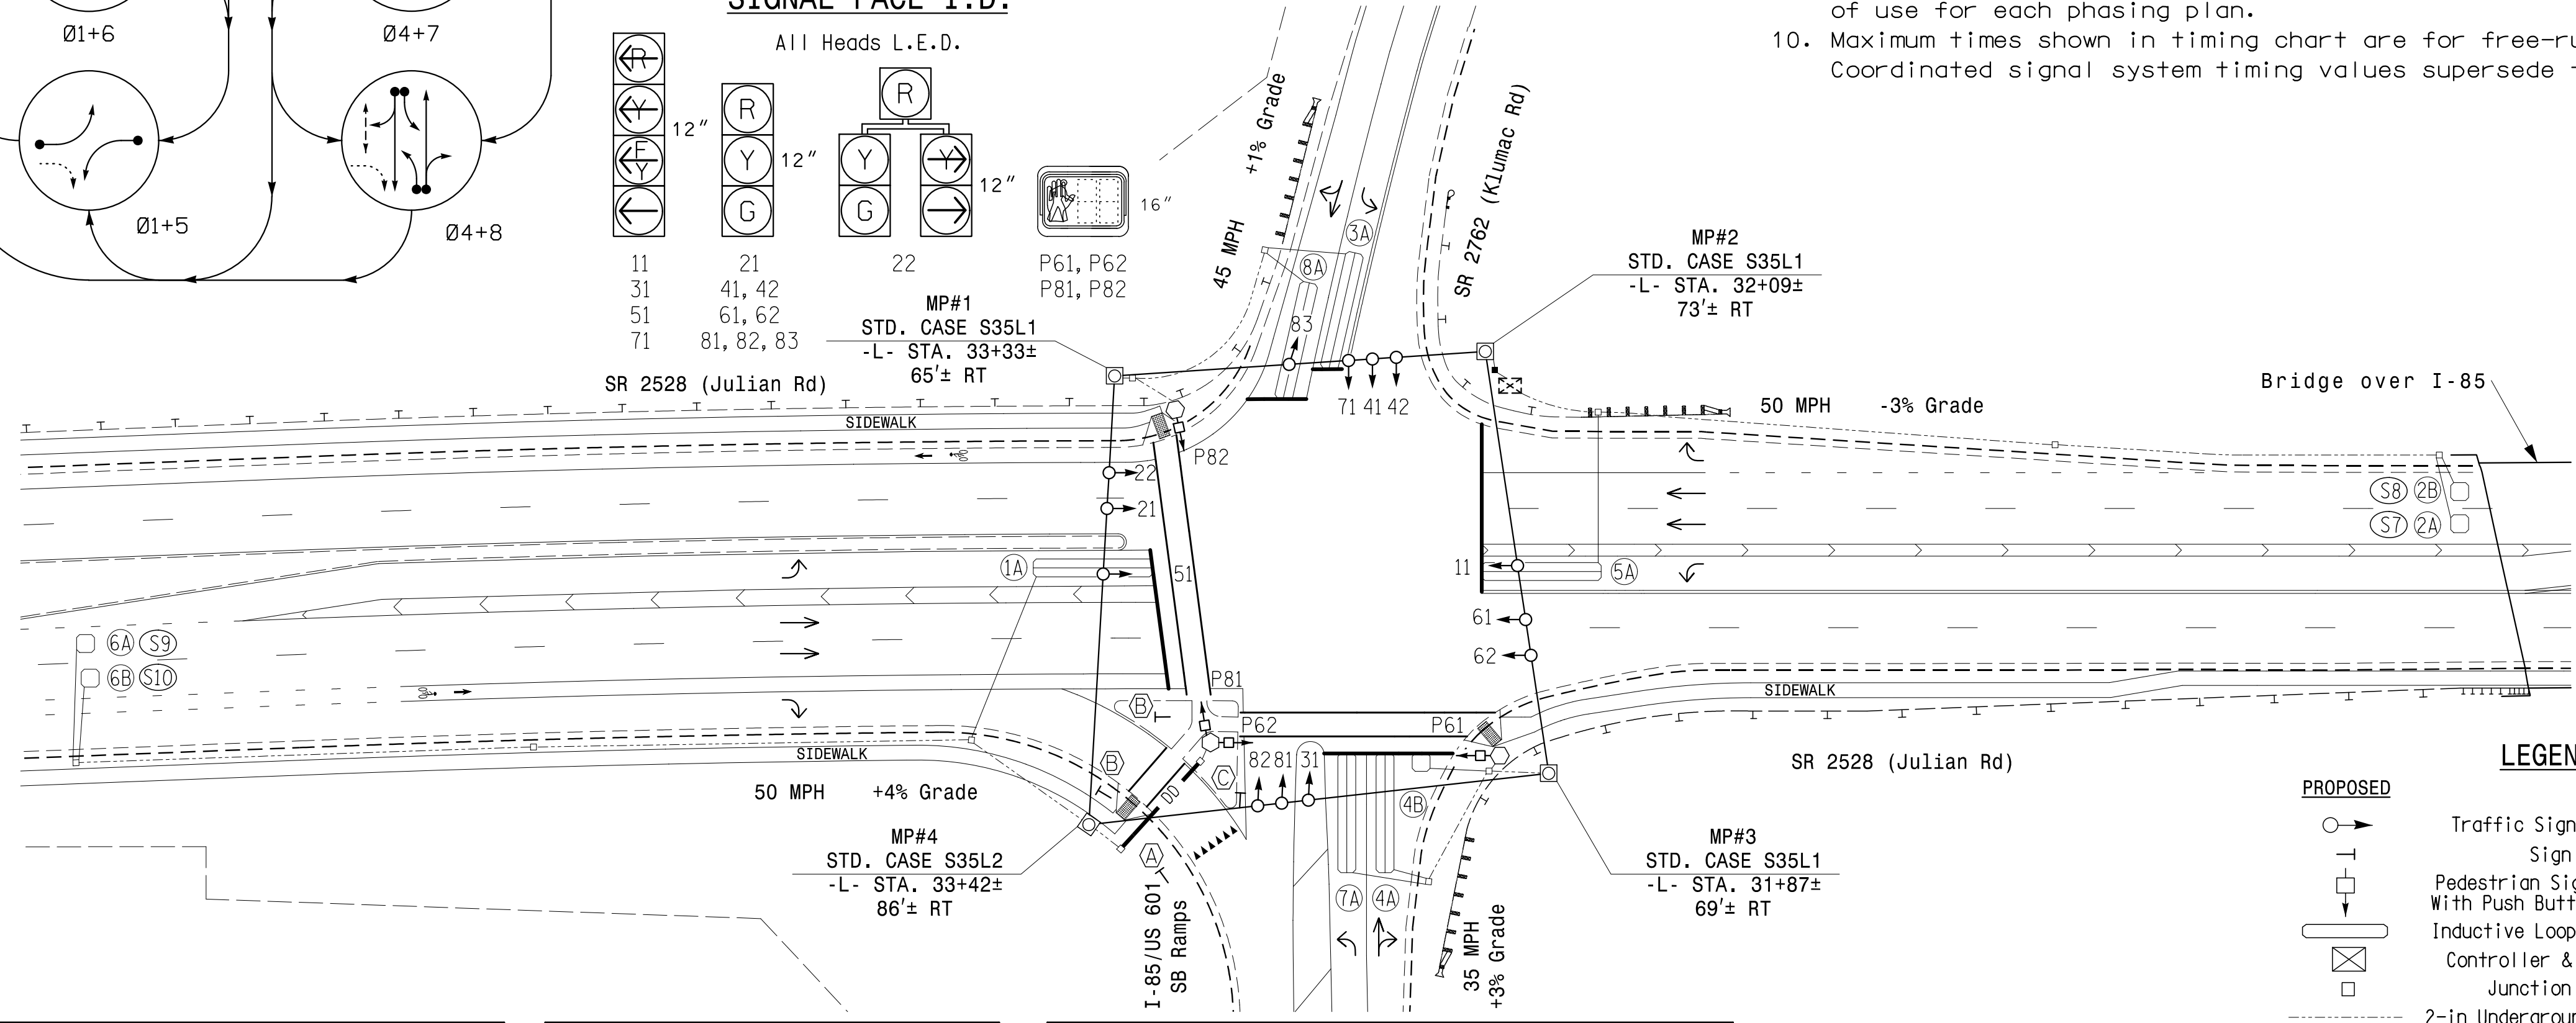 Ø1+6
Ø4+7
Ø1+5
Ø4+8
SIGNAL FACE I.D.
All Heads L.E.D.
R
Y
F
Y
12"
R
Y
G
12"
R
Y
Y
G
12"
16"
11
31
51
71
21
41, 42
61, 62
81, 82, 83
22
P61, P62
P81, P82
of use for each phasing plan.
10. Maximum times shown in timing chart are for free-ru
Coordinated signal system timing values supersede
MP#1
STD. CASE S35L1
-L- STA. 33+33±
65'± RT
MP#2
STD. CASE S35L1
-L- STA. 32+09±
73'± RT
45 MPH +1% Grade
SR 2762 (Klumac Rd)
3A
8A
83
71 41 42
SR 2528 (Julian Rd)
SIDEWALK
P82
22
21
1A
51
50 MPH -3% Grade
Bridge over I-85
S8 2B
S7 2A
11
5A
61
62
6A S9
6B S10
P81
B
P62
P61
SIDEWALK
SIDEWALK
B
C
82 81 31
DD
4B
A
7A 4A
50 MPH +4% Grade
SR 2528 (Julian Rd)
MP#4
STD. CASE S35L2
-L- STA. 33+42±
86'± RT
MP#3
STD. CASE S35L1
-L- STA. 31+87±
69'± RT
I-85/US 601
SB Ramps
35 MPH
+3% Grade
LEGEN
PROPOSED
Traffic Sign
Sign
Pedestrian Sig
With Push Butt
Inductive Loop
Controller &
Junction
2-in Undergroun